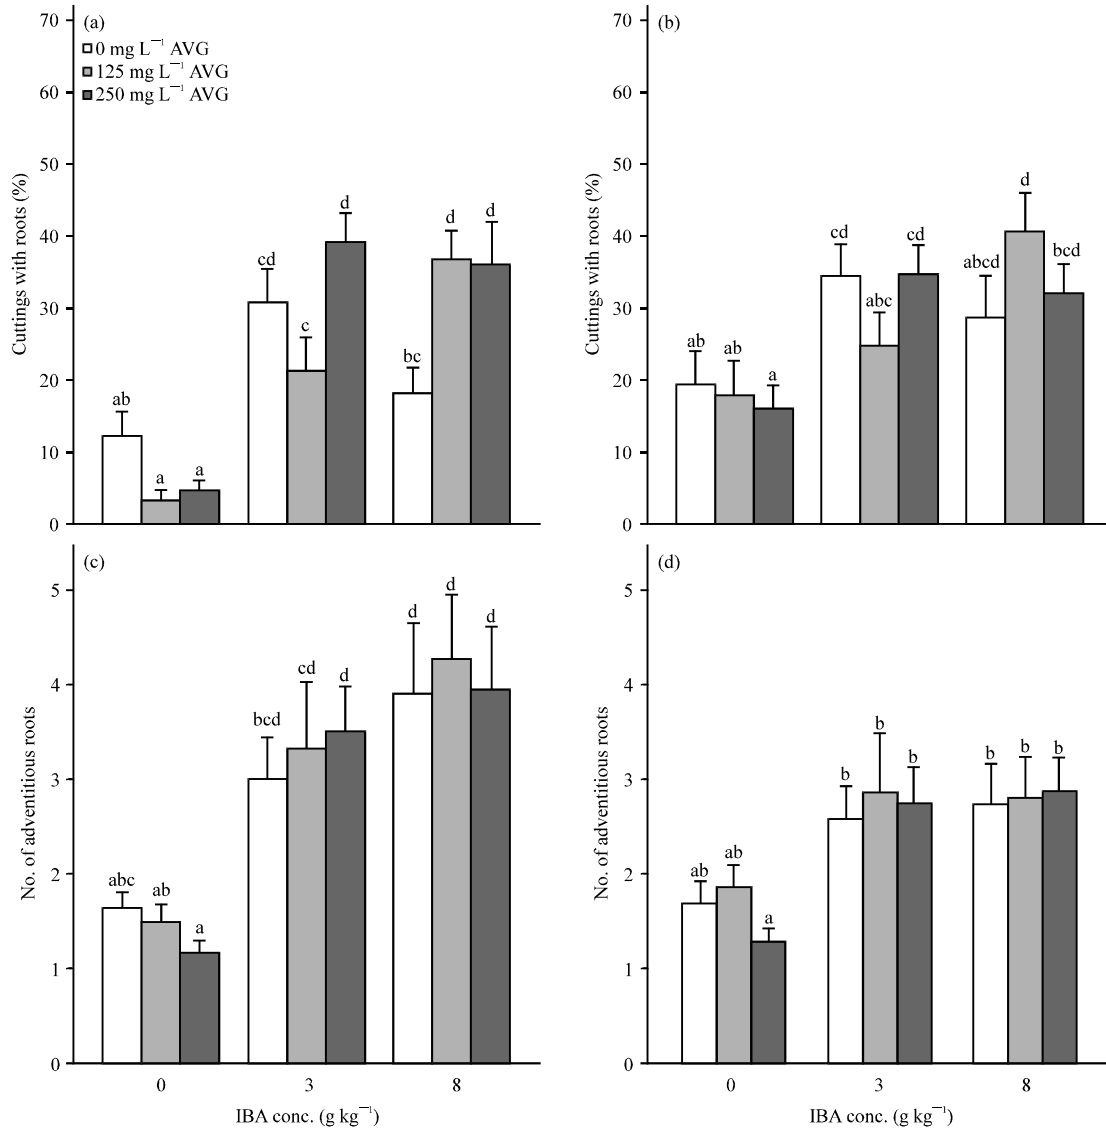 (a)
0 mg L⁻¹ AVG
125 mg L⁻¹ AVG
250 mg L⁻¹ AVG
Cuttings with roots (%)
70
60
50
40
30
20
10
0
ab
a
a
cd
c
d
bc
d
d
(b)
Cuttings with roots (%)
70
60
50
40
30
20
10
0
ab
ab
a
cd
abc
cd
abcd
d
bcd
(c)
No. of adventitious roots
5
4
3
2
1
0
abc
ab
a
bcd
cd
d
d
d
d
0
3
8
IBA conc. (g kg⁻¹)
(d)
No. of adventitious roots
5
4
3
2
1
0
ab
ab
a
b
b
b
b
b
b
0
3
8
IBA conc. (g kg⁻¹)